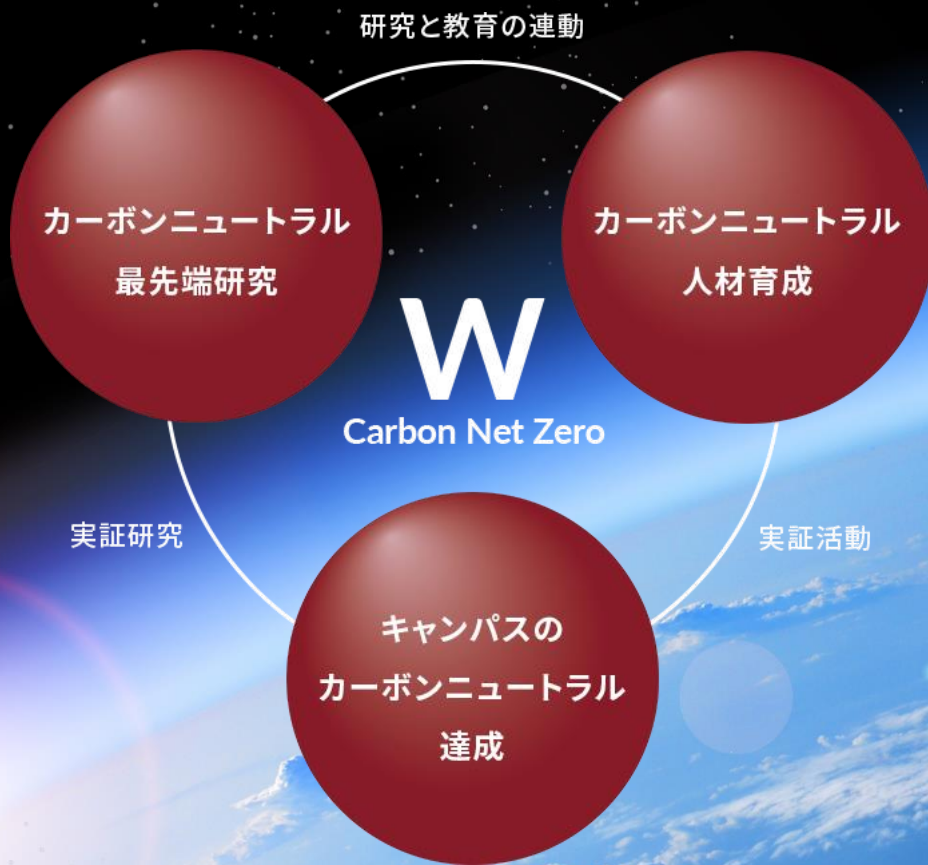 研究と教育の連動
カーボンニュートラル
最先端研究
カーボンニュートラル
人材育成
W
Carbon Net Zero
実証研究
実証活動
キャンパスの
カーボンニュートラル
達成